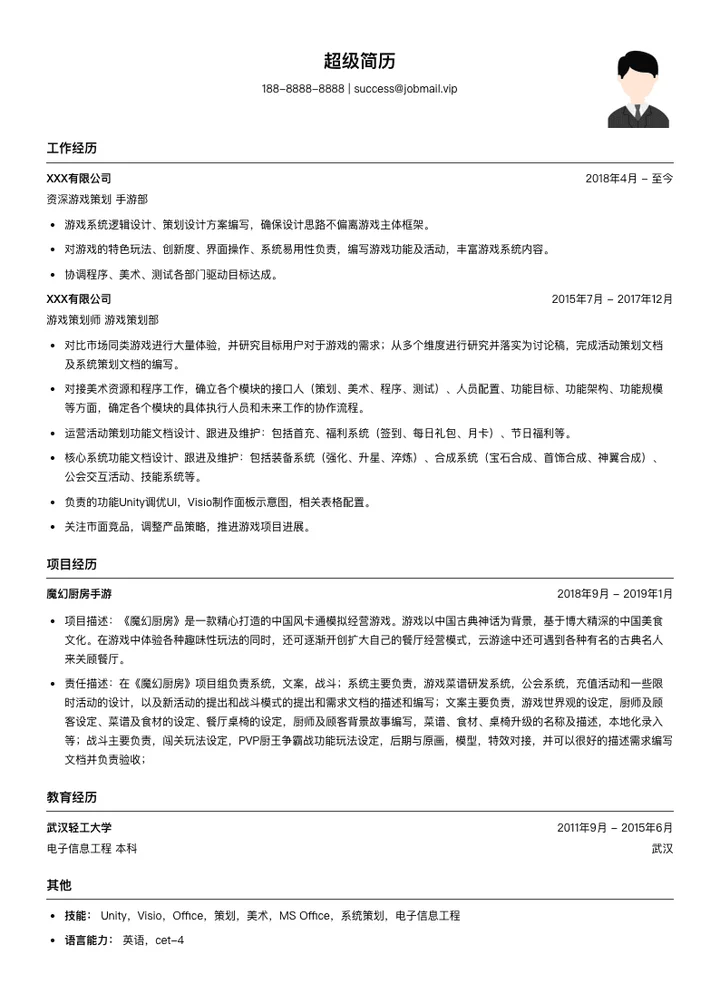 超级简历
188-8888-8888 | success@jobmail.vip
工作经历
XXX有限公司 2018年4月 – 至今
资深游戏策划 手游部
• 游戏系统逻辑设计、策划设计方案编写，确保设计思路不偏离游戏主体框架。
• 对游戏的特色玩法、创新度、界面操作、系统易用性负责，编写游戏功能及活动，丰富游戏系统内容。
• 协调程序、美术、测试各部门驱动目标达成。
XXX有限公司 2015年7月 – 2017年12月
游戏策划师 游戏策划部
• 对比市场同类游戏进行大量体验，并研究目标用户对于游戏的需求；从多个维度进行研究并落实为讨论稿，完成活动策划文档
及系统策划文档的编写。
• 对接美术资源和程序工作，确立各个模块的接口人（策划、美术、程序、测试）、人员配置、功能目标、功能架构、功能规模
等方面，确定各个模块的具体执行人员和未来工作的协作流程。
• 运营活动策划功能文档设计、跟进及维护：包括首充、福利系统（签到、每日礼包、月卡）、节日福利等。
• 核心系统功能文档设计、跟进及维护：包括装备系统（强化、升星、淬炼）、合成系统（宝石合成、首饰合成、神翼合成）、
公会交互活动、技能系统等。
• 负责的功能Unity调优UI，Visio制作面板示意图，相关表格配置。
• 关注市面竞品，调整产品策略，推进游戏项目进展。
项目经历
魔幻厨房手游 2018年9月 – 2019年1月
• 项目描述：《魔幻厨房》是一款精心打造的中国风卡通模拟经营游戏。游戏以中国古典神话为背景，基于博大精深的中国美食
文化。在游戏中体验各种趣味性玩法的同时，还可逐渐开创扩大自己的餐厅经营模式，云游途中还可遇到各种有名的古典名人
来关顾餐厅。
• 责任描述：在《魔幻厨房》项目组负责系统，文案，战斗；系统主要负责，游戏菜谱研发系统，公会系统，充值活动和一些限
时活动的设计，以及新活动的提出和战斗模式的提出和需求文档的描述和编写；文案主要负责，游戏世界观的设定，厨师及顾
客设定、菜谱及食材的设定、餐厅桌椅的设定，厨师及顾客背景故事编写，菜谱、食材、桌椅升级的名称及描述，本地化录入
等；战斗主要负责，闯关玩法设定，PVP厨王争霸战功能玩法设定，后期与原画，模型，特效对接，并可以很好的描述需求编写
文档并负责验收；
教育经历
武汉轻工大学 2011年9月 – 2015年6月
电子信息工程 本科 武汉
其他
• 技能： Unity，Visio，Office，策划，美术，MS Office，系统策划，电子信息工程
• 语言能力： 英语，cet-4